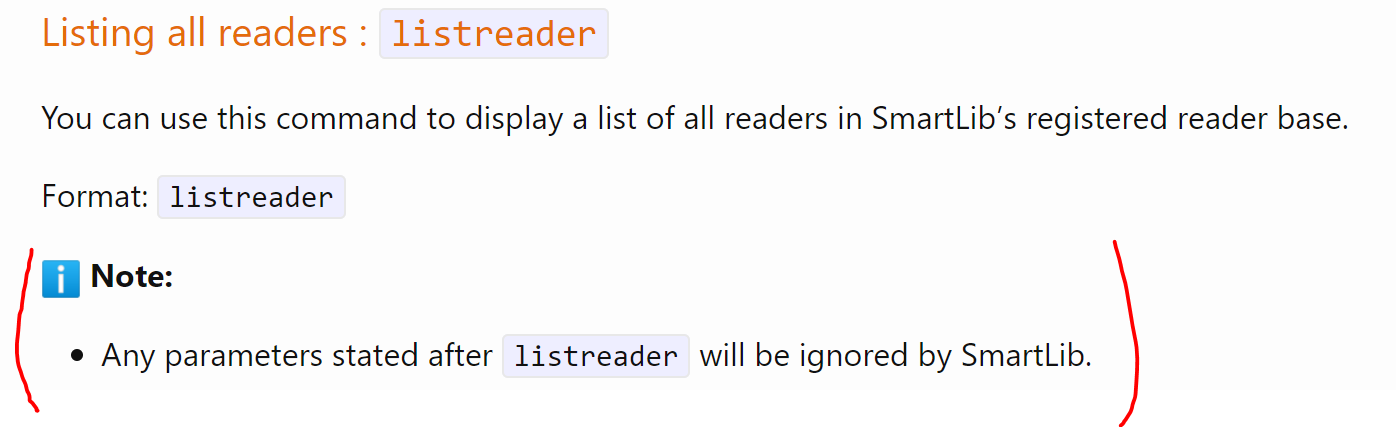 Listing all readers : listreader
You can use this command to display a list of all readers in SmartLib’s registered reader base.
Format: listreader
ℹ️ Note:
• Any parameters stated after listreader will be ignored by SmartLib.